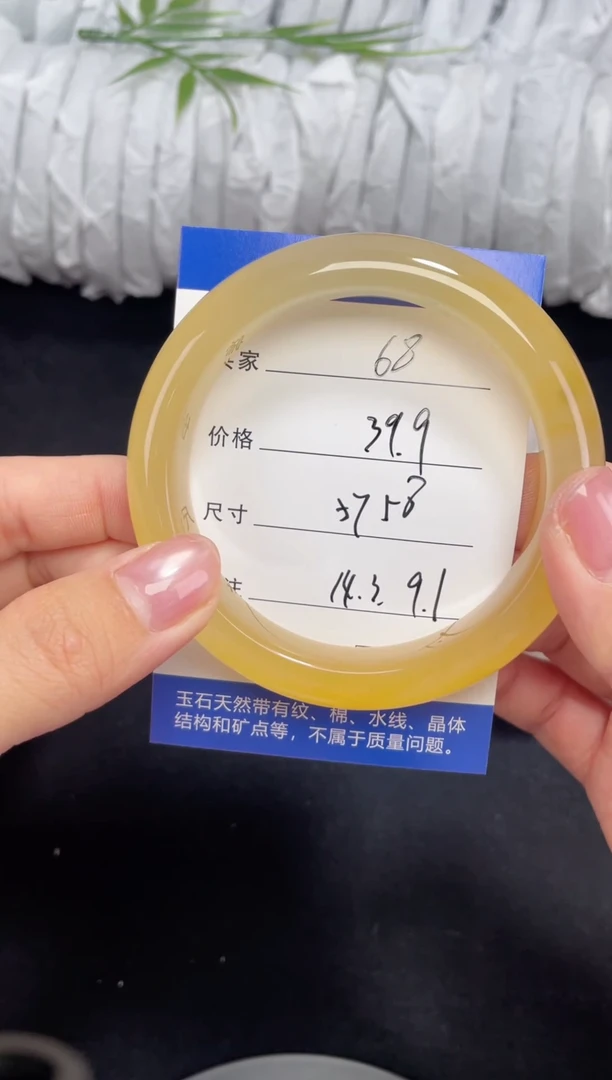 家 68
价格 39.9
尺寸 57 58
注 14.3. 9.1
玉石天然带有纹、棉、水线、晶体
结构和矿点等，不属于质量问题。